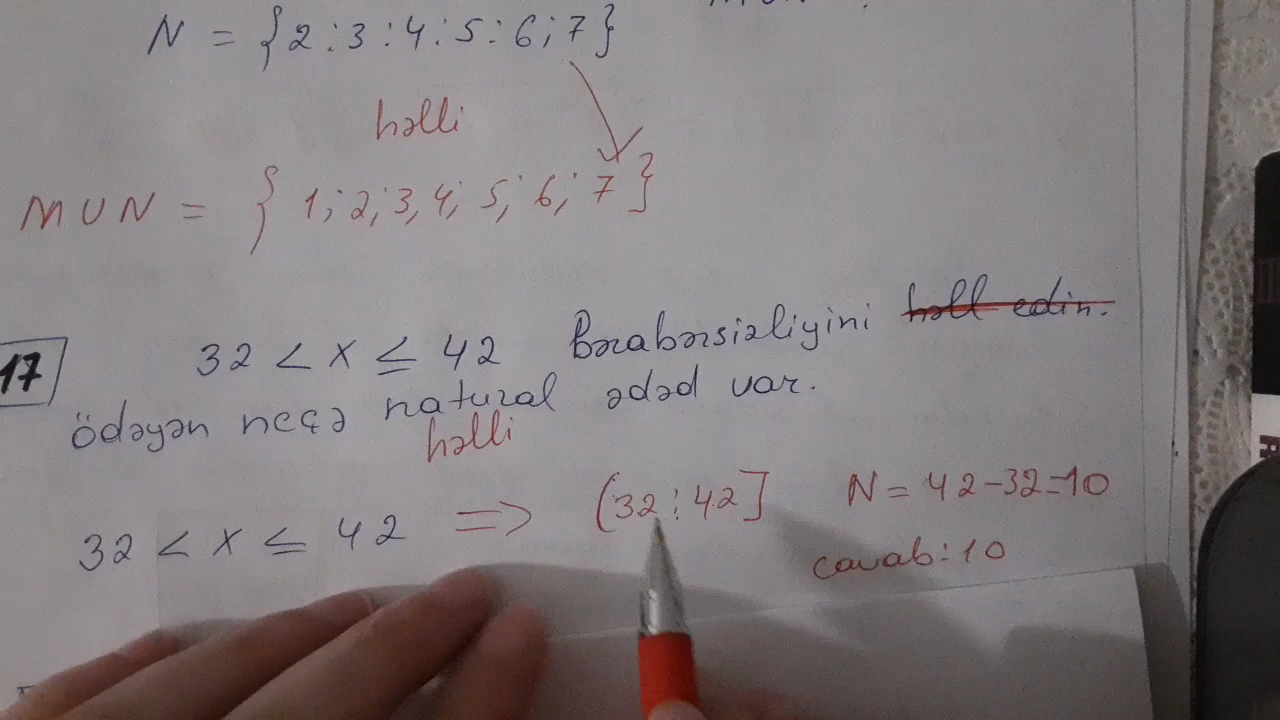 N = {2:3:4:5:6;7}
həlli
MUN = { 1; 2; 3, 4; 5; 6; 7 }
17 32 < x ≤ 42 Bərabərsizliyini həll edin.
ödəyən neçə natural ədəd var.
həlli
32 < x ≤ 42 => (32:42] N = 42-32=10
cavab:10